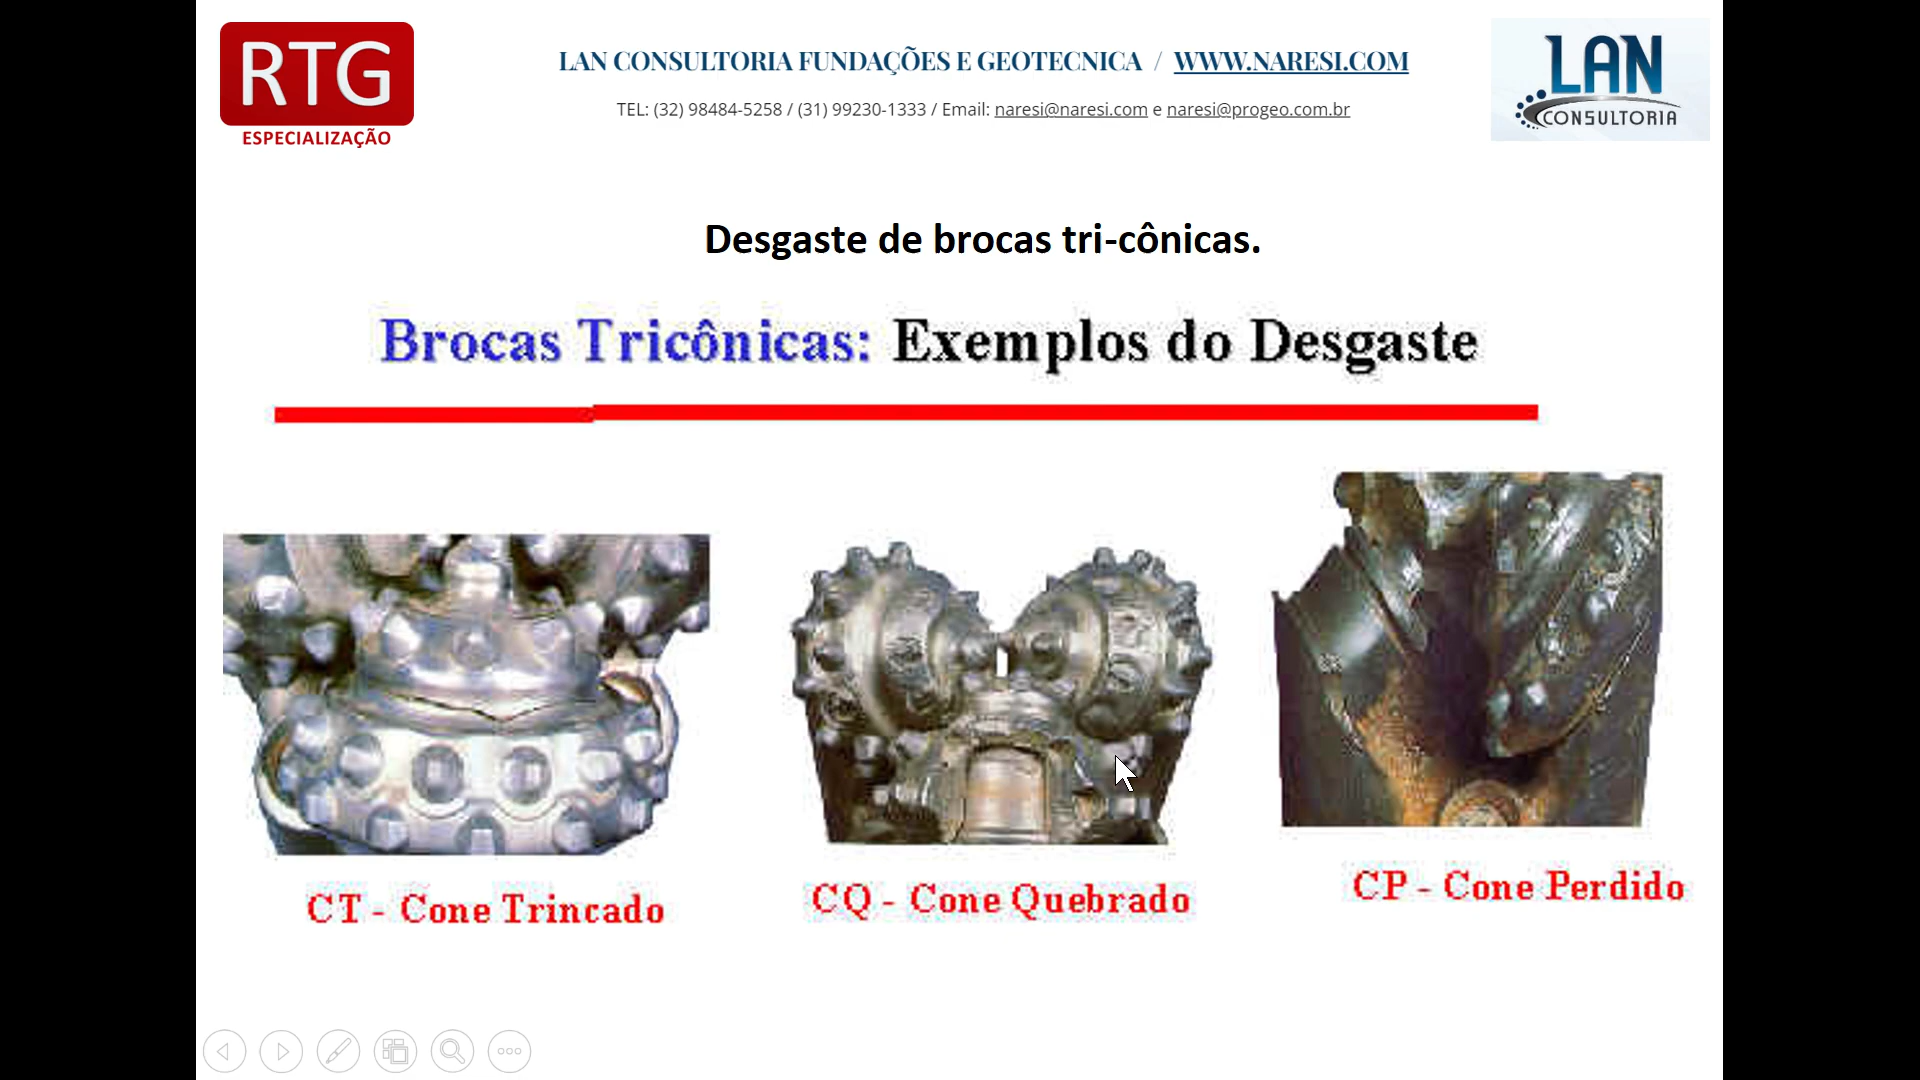 RTG
ESPECIALIZAÇÃO
LAN CONSULTORIA FUNDAÇÕES E GEOTECNICA / WWW.NARESI.COM
TEL: (32) 98484-5258 / (31) 99230-1333 / Email: naresi@naresi.com e naresi@progeo.com.br
LAN
CONSULTORIA
Desgaste de brocas tri-cônicas.
Brocas Tricônicas: Exemplos do Desgaste
CT - Cone Trincado
CQ - Cone Quebrado
CP - Cone Perdido